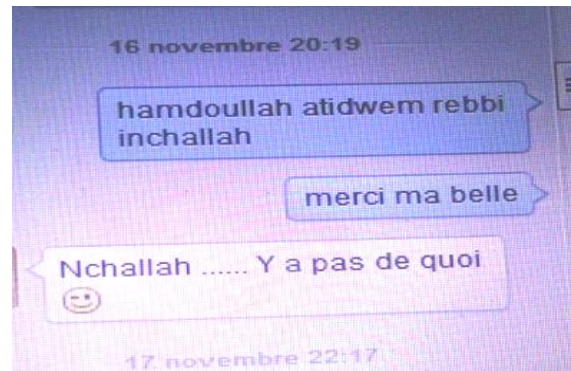 16 novembre 20:19
hamdoullah atidwem rebbi
inchallah
merci ma belle
Nchallah ...... Y a pas de quoi
17 novembre 22:17